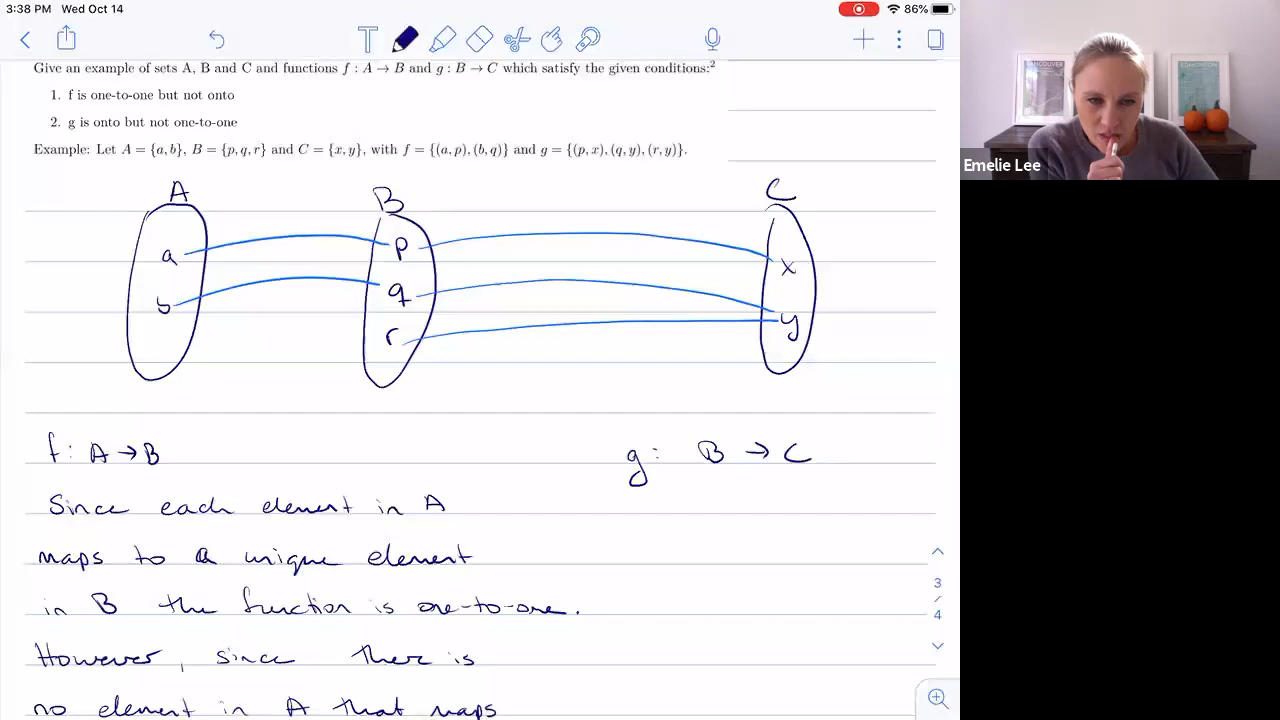 3:38 PM Wed Oct 14
86%
Give an example of sets A, B and C and functions f : A → B and g : B → C which satisfy the given conditions:²
1. f is one-to-one but not onto
2. g is onto but not one-to-one
Example: Let A = {a, b}, B = {p, q, r} and C = {x, y}, with f = {(a, p), (b, q)} and g = {(p, x), (q, y), (r, y)}.
A B C
a p x
b q y
r
f: A → B
g: B → C
Since each element in A
maps to a unique element
in B the function is one-to-one.
However, since there is
no element in A that maps
3 / 4
VANCOUVER
EDMONTON
Emelie Lee